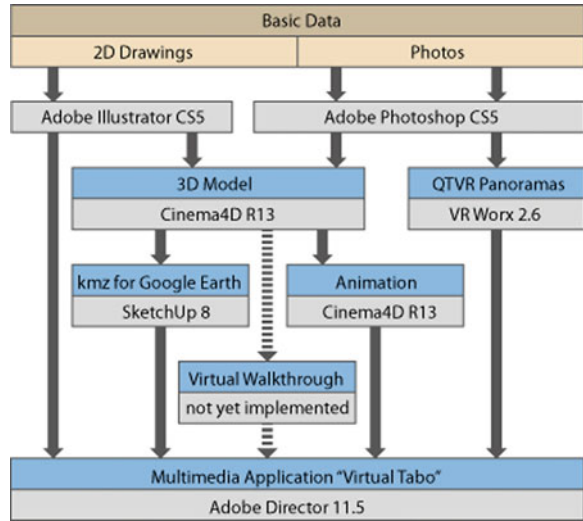 Basic Data
2D Drawings
Photos
Adobe Illustrator CS5
Adobe Photoshop CS5
3D Model
QTVR Panoramas
Cinema4D R13
VR Worx 2.6
kmz for Google Earth
Animation
SketchUp 8
Cinema4D R13
Virtual Walkthrough
not yet implemented
Multimedia Application "Virtual Tabo"
Adobe Director 11.5